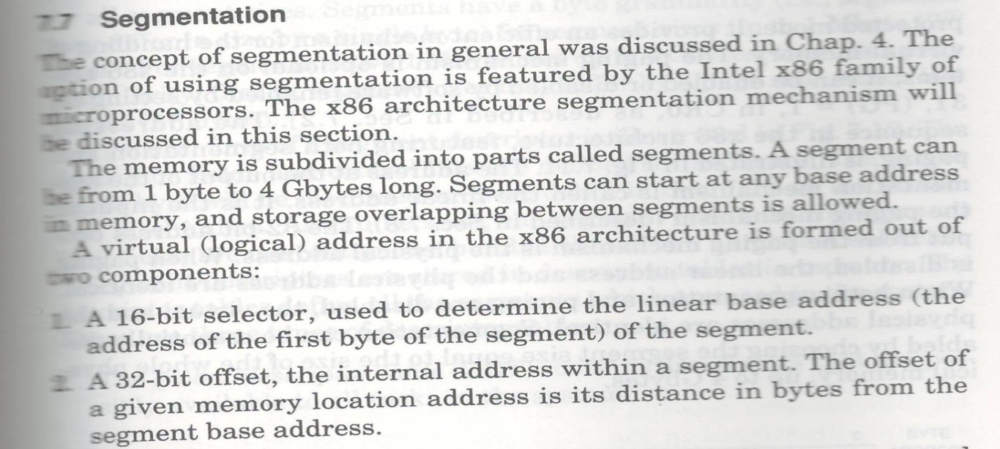 7.7 Segmentation
The concept of segmentation in general was discussed in Chap. 4. The
option of using segmentation is featured by the Intel x86 family of
microprocessors. The x86 architecture segmentation mechanism will
be discussed in this section.
The memory is subdivided into parts called segments. A segment can
be from 1 byte to 4 Gbytes long. Segments can start at any base address
in memory, and storage overlapping between segments is allowed.
A virtual (logical) address in the x86 architecture is formed out of
two components:
1. A 16-bit selector, used to determine the linear base address (the
address of the first byte of the segment) of the segment.
2. A 32-bit offset, the internal address within a segment. The offset of
a given memory location address is its distance in bytes from the
segment base address.